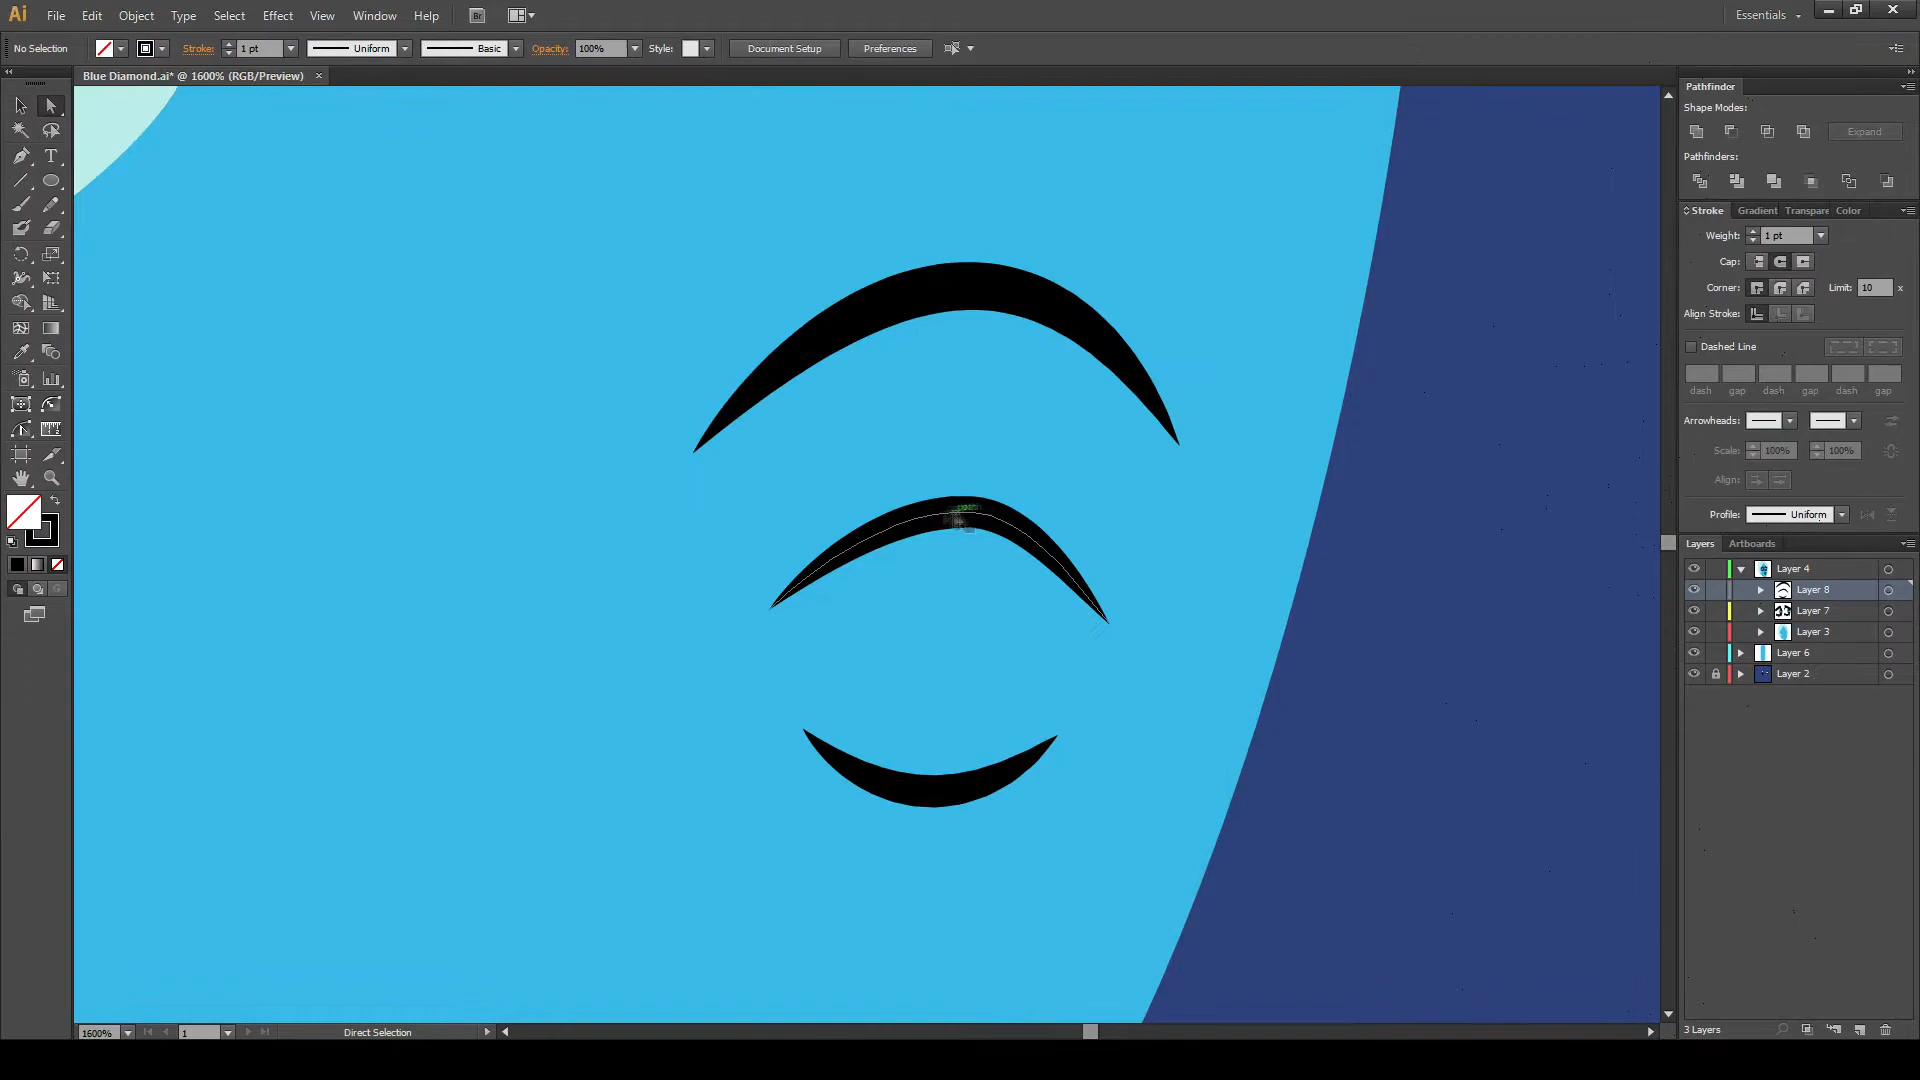 Ai File Edit Object Type Select Effect View Window Help Br Essentials
No Selection Stroke: 1 pt Uniform Basic Opacity: 100% Style: Document Setup Preferences
Blue Diamond.ai* @ 1600% (RGB/Preview) ×
Pathfinder
Shape Modes:
Expand
Pathfinders:
Stroke Gradient Transpare Color
Weight: 1 pt
Cap:
Corner: Limit: 10 x
Align Stroke:
Dashed Line
dash gap dash gap dash gap
Arrowheads:
Scale: 100% 100%
Align:
Profile: Uniform
Layers Artboards
Layer 4
Layer 8
Layer 7
Layer 3
Layer 6
Layer 2
3 Layers
1600% 1 Direct Selection